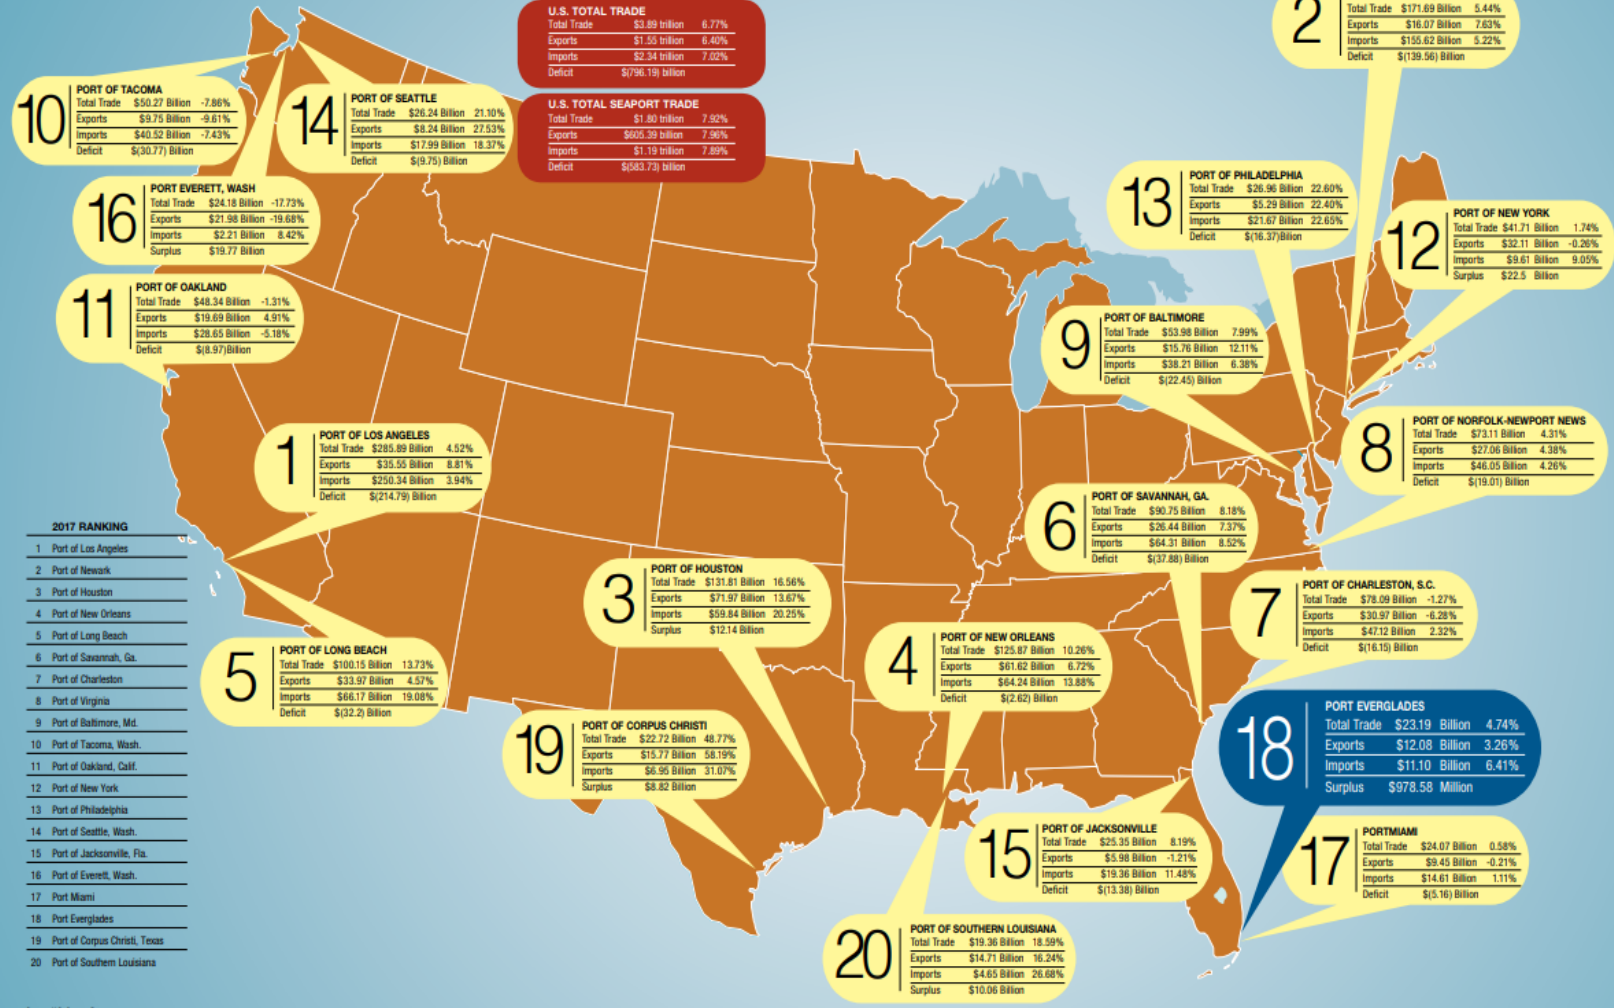 U.S. TOTAL TRADE
Total Trade $3.89 trillion 6.77%
Exports $1.55 trillion 6.40%
Imports $2.34 trillion 7.02%
Deficit $(796.19) billion
U.S. TOTAL SEAPORT TRADE
Total Trade $1.80 trillion 7.92%
Exports $605.39 billion 7.96%
Imports $1.19 trillion 7.89%
Deficit $(583.73) billion
2
Total Trade $171.69 Billion 5.44%
Exports $16.07 Billion 7.63%
Imports $155.62 Billion 5.22%
Deficit $(139.56) Billion
10
PORT OF TACOMA
Total Trade $50.27 Billion -7.86%
Exports $9.75 Billion -9.61%
Imports $40.52 Billion -7.43%
Deficit $(30.77) Billion
14
PORT OF SEATTLE
Total Trade $26.24 Billion 21.10%
Exports $8.24 Billion 27.53%
Imports $17.99 Billion 18.37%
Deficit $(9.75) Billion
16
PORT EVERETT, WASH
Total Trade $24.18 Billion -17.73%
Exports $21.98 Billion -19.68%
Imports $2.21 Billion 8.42%
Surplus $19.77 Billion
13
PORT OF PHILADELPHIA
Total Trade $26.96 Billion 22.60%
Exports $5.29 Billion 22.40%
Imports $21.67 Billion 22.65%
Deficit $(16.37)Billion
12
PORT OF NEW YORK
Total Trade $41.71 Billion 1.74%
Exports $32.11 Billion -0.26%
Imports $9.61 Billion 9.05%
Surplus $22.5 Billion
11
PORT OF OAKLAND
Total Trade $48.34 Billion -1.31%
Exports $19.69 Billion 4.91%
Imports $28.65 Billion -5.18%
Deficit $(8.97)Billion
9
PORT OF BALTIMORE
Total Trade $53.98 Billion 7.99%
Exports $15.76 Billion 12.11%
Imports $38.21 Billion 6.38%
Deficit $(22.45) Billion
1
PORT OF LOS ANGELES
Total Trade $285.89 Billion 4.52%
Exports $35.55 Billion 8.81%
Imports $250.34 Billion 3.94%
Deficit $(214.79) Billion
8
PORT OF NORFOLK-NEWPORT NEWS
Total Trade $73.11 Billion 4.31%
Exports $27.06 Billion 4.38%
Imports $46.05 Billion 4.26%
Deficit $(19.01) Billion
6
PORT OF SAVANNAH, GA.
Total Trade $90.75 Billion 8.18%
Exports $26.44 Billion 7.37%
Imports $64.31 Billion 8.52%
Deficit $(37.88) Billion
3
PORT OF HOUSTON
Total Trade $131.81 Billion 16.56%
Exports $71.97 Billion 13.67%
Imports $59.84 Billion 20.25%
Surplus $12.14 Billion
7
PORT OF CHARLESTON, S.C.
Total Trade $78.09 Billion -1.27%
Exports $30.97 Billion -6.28%
Imports $47.12 Billion 2.32%
Deficit $(16.15) Billion
5
PORT OF LONG BEACH
Total Trade $100.15 Billion 13.73%
Exports $33.97 Billion 4.57%
Imports $66.17 Billion 19.08%
Deficit $(32.2) Billion
4
PORT OF NEW ORLEANS
Total Trade $125.87 Billion 10.26%
Exports $61.62 Billion 6.72%
Imports $64.24 Billion 13.88%
Deficit $(2.62) Billion
19
PORT OF CORPUS CHRISTI
Total Trade $22.72 Billion 48.77%
Exports $15.77 Billion 58.19%
Imports $6.95 Billion 31.07%
Surplus $8.82 Billion
18
PORT EVERGLADES
Total Trade $23.19 Billion 4.74%
Exports $12.08 Billion 3.26%
Imports $11.10 Billion 6.41%
Surplus $978.58 Million
15
PORT OF JACKSONVILLE
Total Trade $25.35 Billion 8.19%
Exports $5.98 Billion -1.21%
Imports $19.36 Billion 11.48%
Deficit $(13.38) Billion
17
PORTMIAMI
Total Trade $24.07 Billion 0.58%
Exports $9.45 Billion -0.21%
Imports $14.61 Billion 1.11%
Deficit $(5.16) Billion
20
PORT OF SOUTHERN LOUISIANA
Total Trade $19.36 Billion 18.59%
Exports $14.71 Billion 16.24%
Imports $4.65 Billion 26.68%
Surplus $10.06 Billion
2017 RANKING
1 Port of Los Angeles
2 Port of Newark
3 Port of Houston
4 Port of New Orleans
5 Port of Long Beach
6 Port of Savannah, Ga.
7 Port of Charleston
8 Port of Virginia
9 Port of Baltimore, Md.
10 Port of Tacoma, Wash.
11 Port of Oakland, Calif.
12 Port of New York
13 Port of Philadelphia
14 Port of Seattle, Wash.
15 Port of Jacksonville, Fla.
16 Port of Everett, Wash.
17 Port Miami
18 Port Everglades
19 Port of Corpus Christi, Texas
20 Port of Southern Louisiana